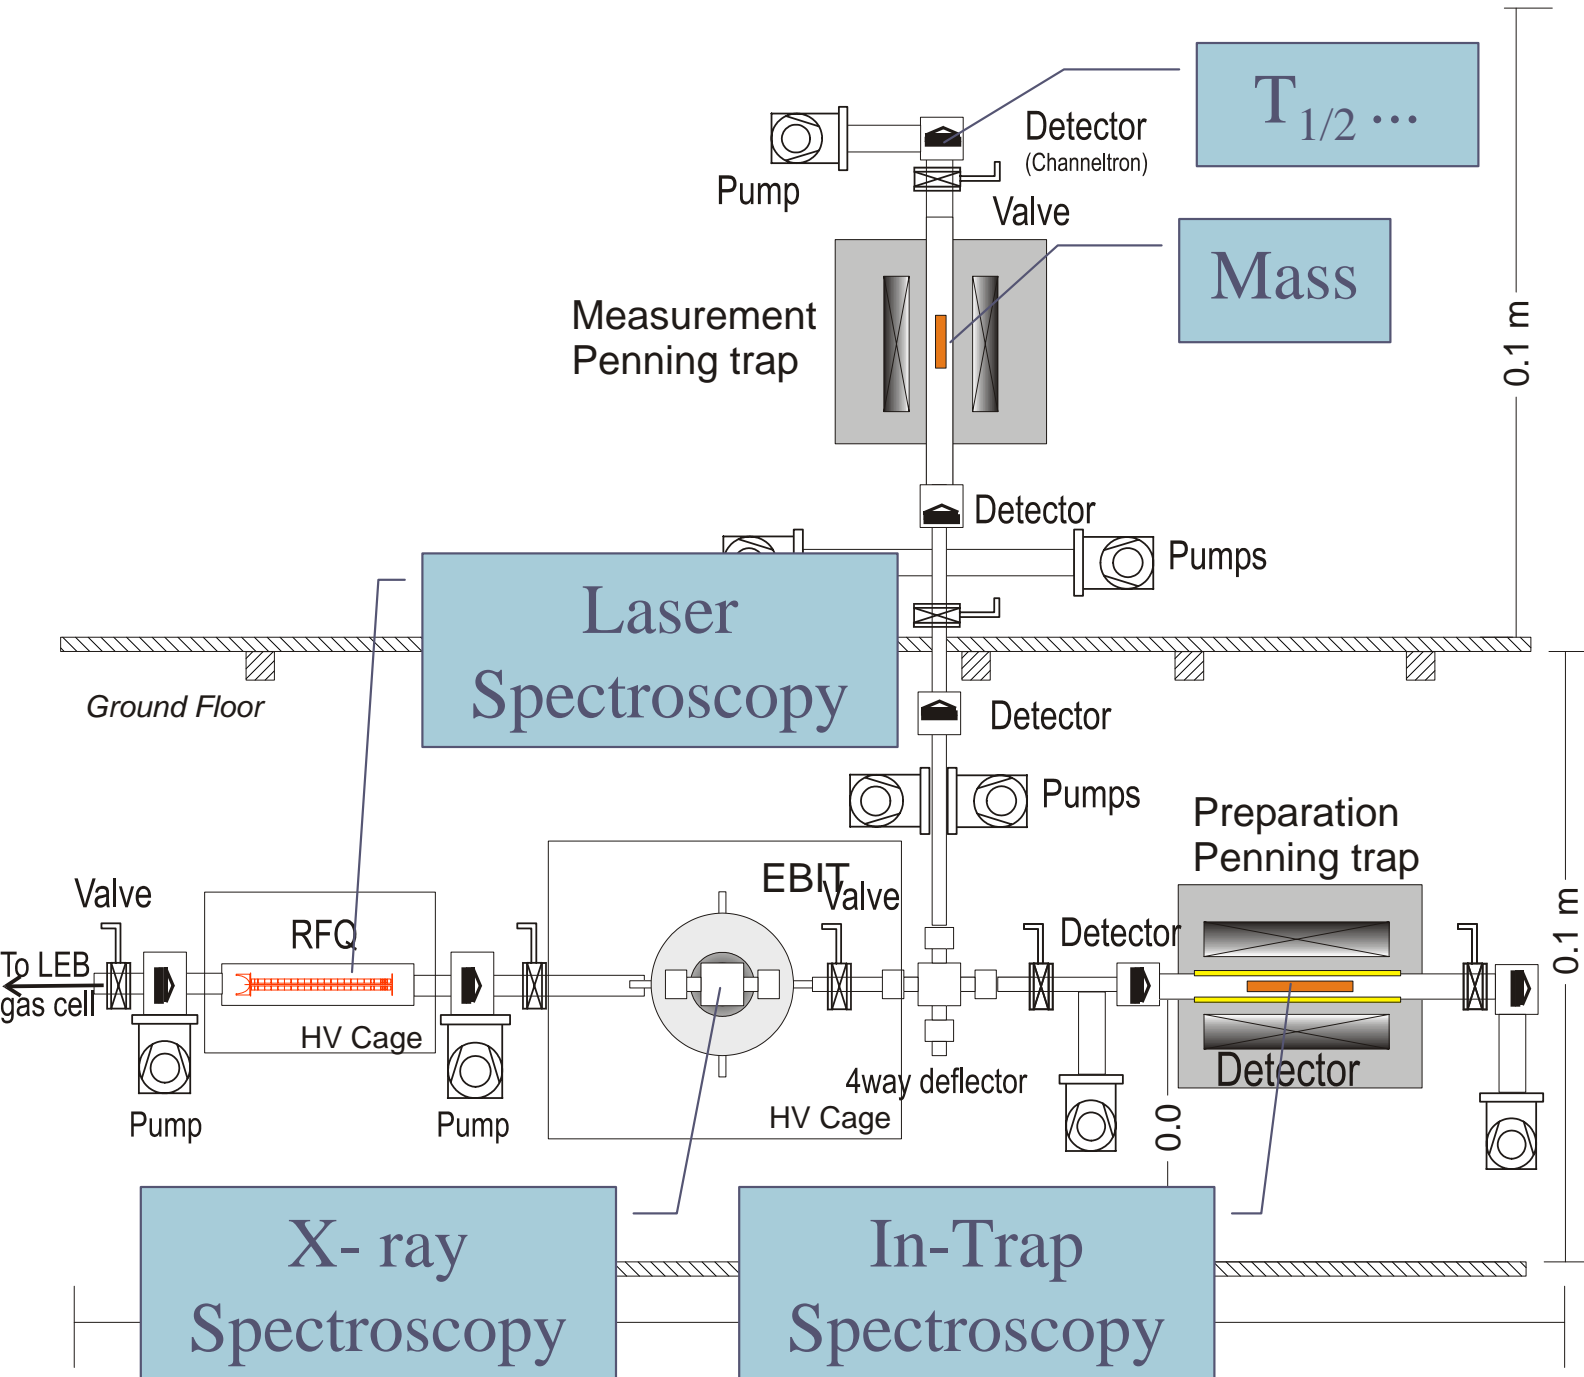 T1/2 ...
Detector
(Channeltron)
Pump
Valve
Mass
Measurement
Penning trap
0.1 m
Detector
Pumps
Laser
Spectroscopy
Ground Floor
Detector
Pumps
Preparation
Penning trap
EBIT
Valve
Valve
RFQ
Detector
To LEB
gas cell
0.1 m
HV Cage
4way deflector
Detector
Pump
Pump
HV Cage
0.0
X- ray
Spectroscopy
In-Trap
Spectroscopy